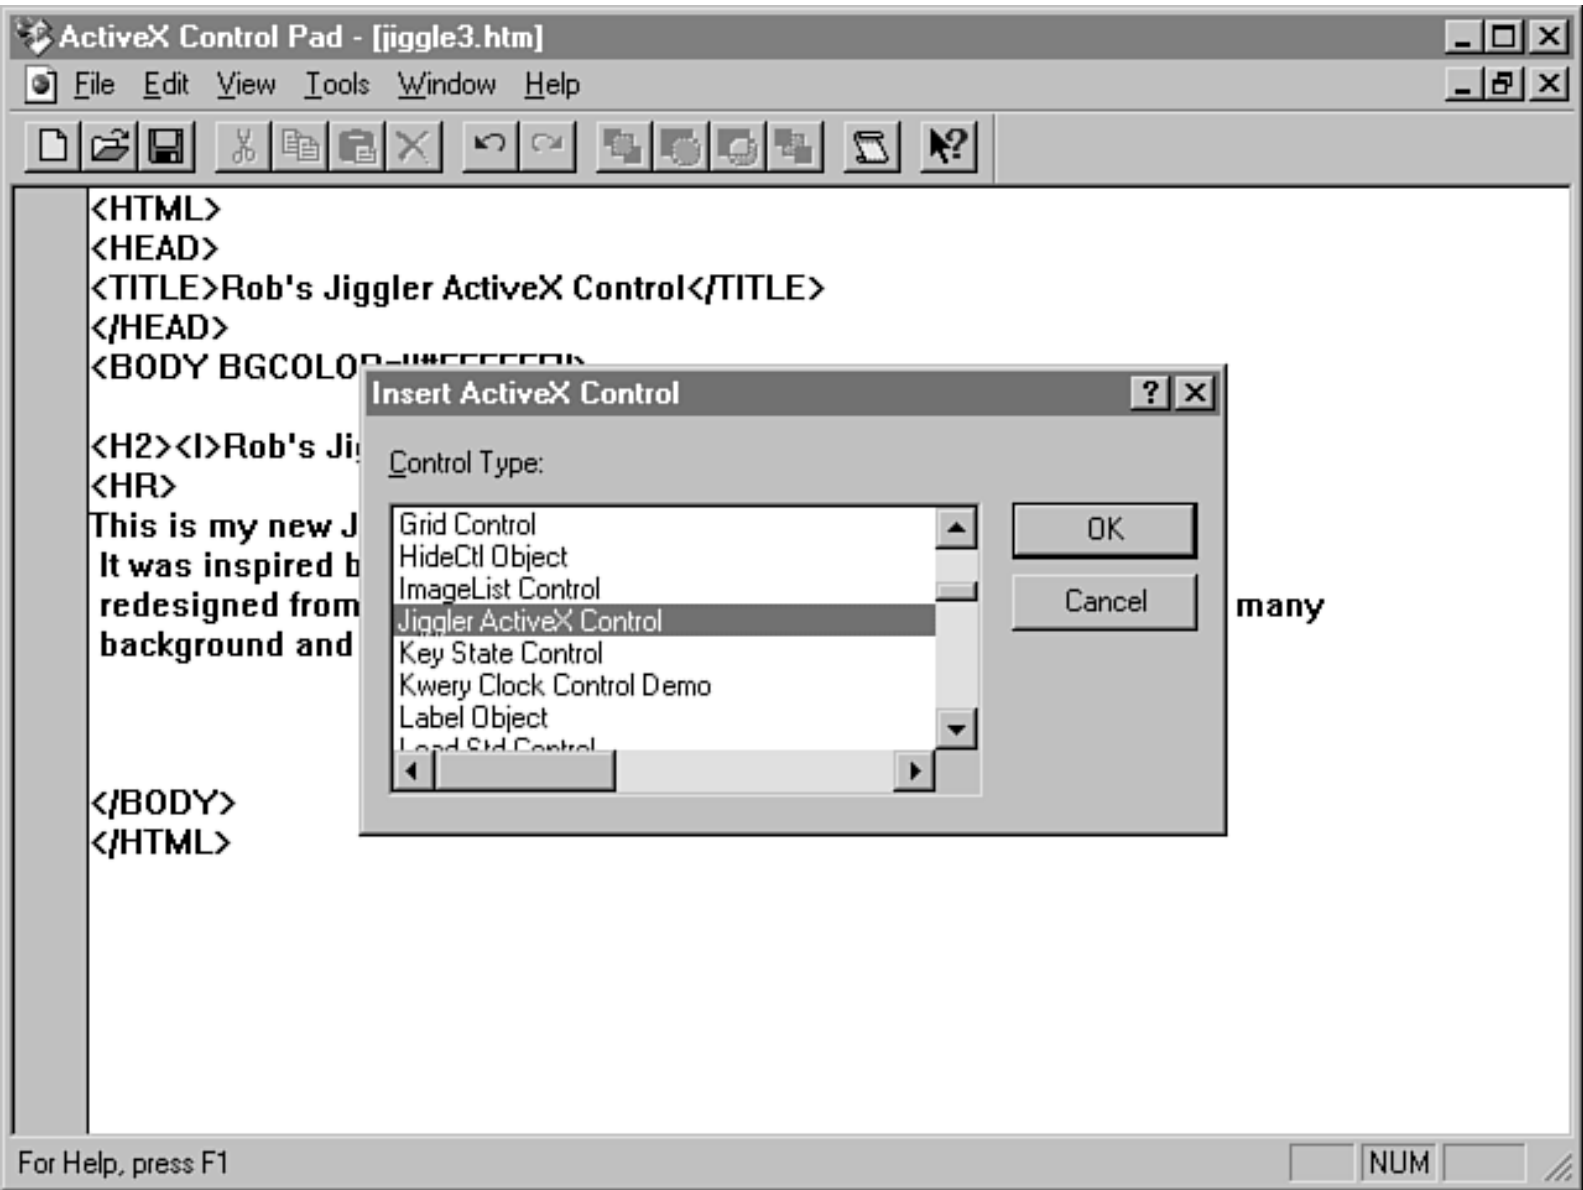 ActiveX Control Pad - [jiggle3.htm]
File Edit View Tools Window Help
<HTML>
<HEAD>
<TITLE>Rob's Jiggler ActiveX Control</TITLE>
</HEAD>
<BODY
<H2><I>Rob's
<HR>
This is my new J
It was inspired b
redesigned from many
background and
</BODY>
</HTML>
Insert ActiveX Control
Control Type:
Grid Control
HideCtl Object
ImageList Control
Jiggler ActiveX Control
Key State Control
Kwery Clock Control Demo
Label Object
Load Std Control
OK
Cancel
For Help, press F1
NUM